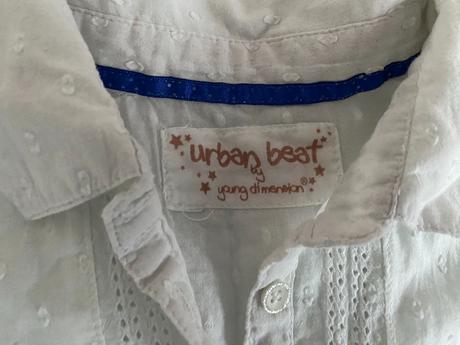 urban beat
by
young dimension®